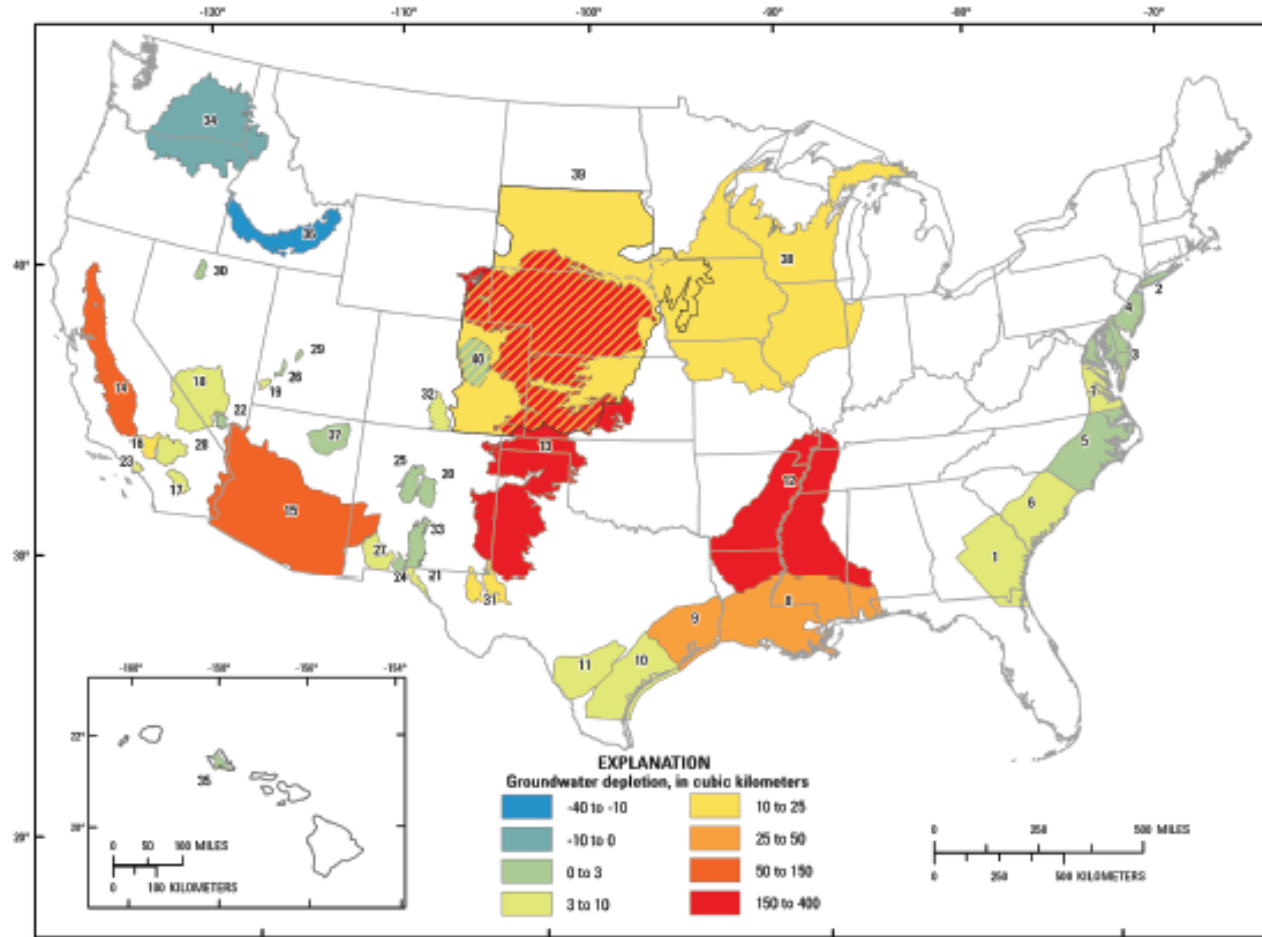 -120° -110° -100° -90° -80° -70°
34
39
36
38
30
40°
2
4
29
3
26
40
14
18
19
7
32
22
37
5
16
28
13
12
25
20
23
6
17
15
33
1
30°
27
24
21
31
8
9
11
10
-160° -158° -156° -154°
22°
35
20°
0 50 100 MILES
0 100 KILOMETERS
EXPLANATION
Groundwater depletion, in cubic kilometers
-40 to -10
10 to 25
-10 to 0
25 to 50
0 to 3
50 to 150
3 to 10
150 to 400
0 250 500 MILES
0 250 500 KILOMETERS